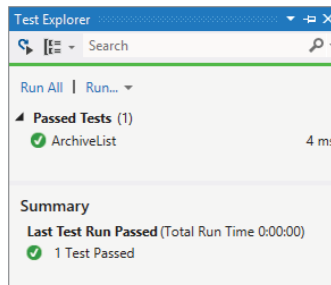 Test Explorer
Search
Run All | Run...
Passed Tests (1)
ArchiveList 4 ms
Summary
Last Test Run Passed (Total Run Time 0:00:00)
1 Test Passed